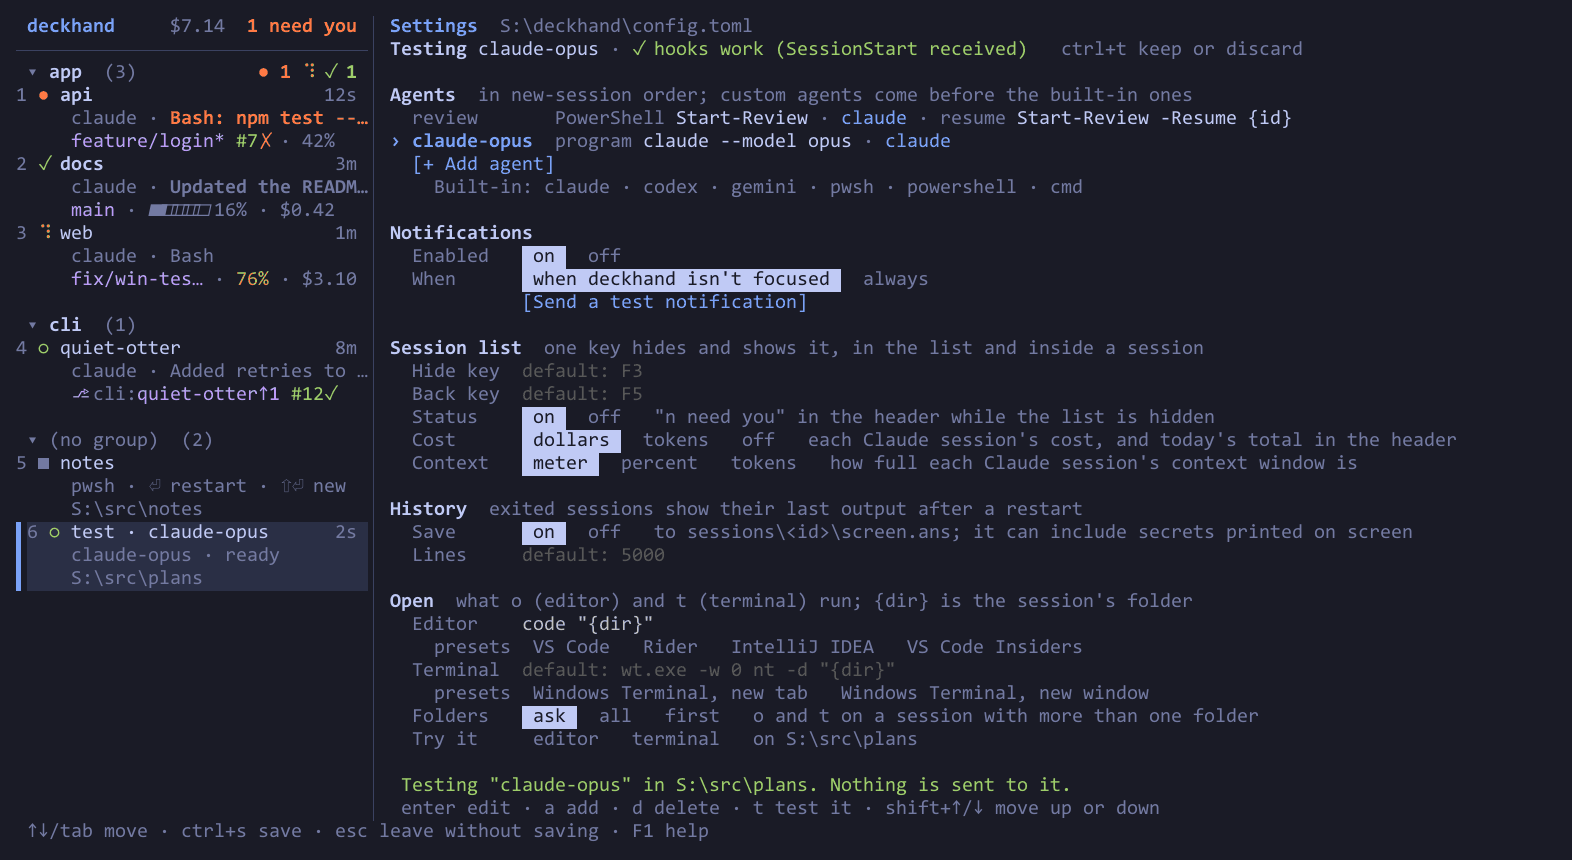 deckhand $7.14 1 need you
▾ app (3) ● 1 ⠹ ✓ 1
1 ● api 12s
claude · Bash: npm test --…
feature/login* #7✗ · 42%
2 ✓ docs 3m
claude · Updated the READM…
main · 16% · $0.42
3 ⠹ web 1m
claude · Bash
fix/win-tes… · 76% · $3.10
▾ cli (1)
4 ○ quiet-otter 8m
claude · Added retries to …
⎇ cli:quiet-otter↑1 #12✓
▾ (no group) (2)
5 ■ notes
pwsh · ⏎ restart · ⇧⏎ new
S:\src\notes
6 ○ test · claude-opus 2s
claude-opus · ready
S:\src\plans
Settings S:\deckhand\config.toml
Testing claude-opus · ✓ hooks work (SessionStart received) ctrl+t keep or discard
Agents in new-session order; custom agents come before the built-in ones
review PowerShell Start-Review · claude · resume Start-Review -Resume {id}
› claude-opus program claude --model opus · claude
[+ Add agent]
Built-in: claude · codex · gemini · pwsh · powershell · cmd
Notifications
Enabled on off
When when deckhand isn't focused always
[Send a test notification]
Session list one key hides and shows it, in the list and inside a session
Hide key default: F3
Back key default: F5
Status on off "n need you" in the header while the list is hidden
Cost dollars tokens off each Claude session's cost, and today's total in the header
Context meter percent tokens how full each Claude session's context window is
History exited sessions show their last output after a restart
Save on off to sessions\<id>\screen.ans; it can include secrets printed on screen
Lines default: 5000
Open what o (editor) and t (terminal) run; {dir} is the session's folder
Editor code "{dir}"
presets VS Code Rider IntelliJ IDEA VS Code Insiders
Terminal default: wt.exe -w 0 nt -d "{dir}"
presets Windows Terminal, new tab Windows Terminal, new window
Folders ask all first o and t on a session with more than one folder
Try it editor terminal on S:\src\plans
Testing "claude-opus" in S:\src\plans. Nothing is sent to it.
enter edit · a add · d delete · t test it · shift+↑/↓ move up or down
↑↓/tab move · ctrl+s save · esc leave without saving · F1 help